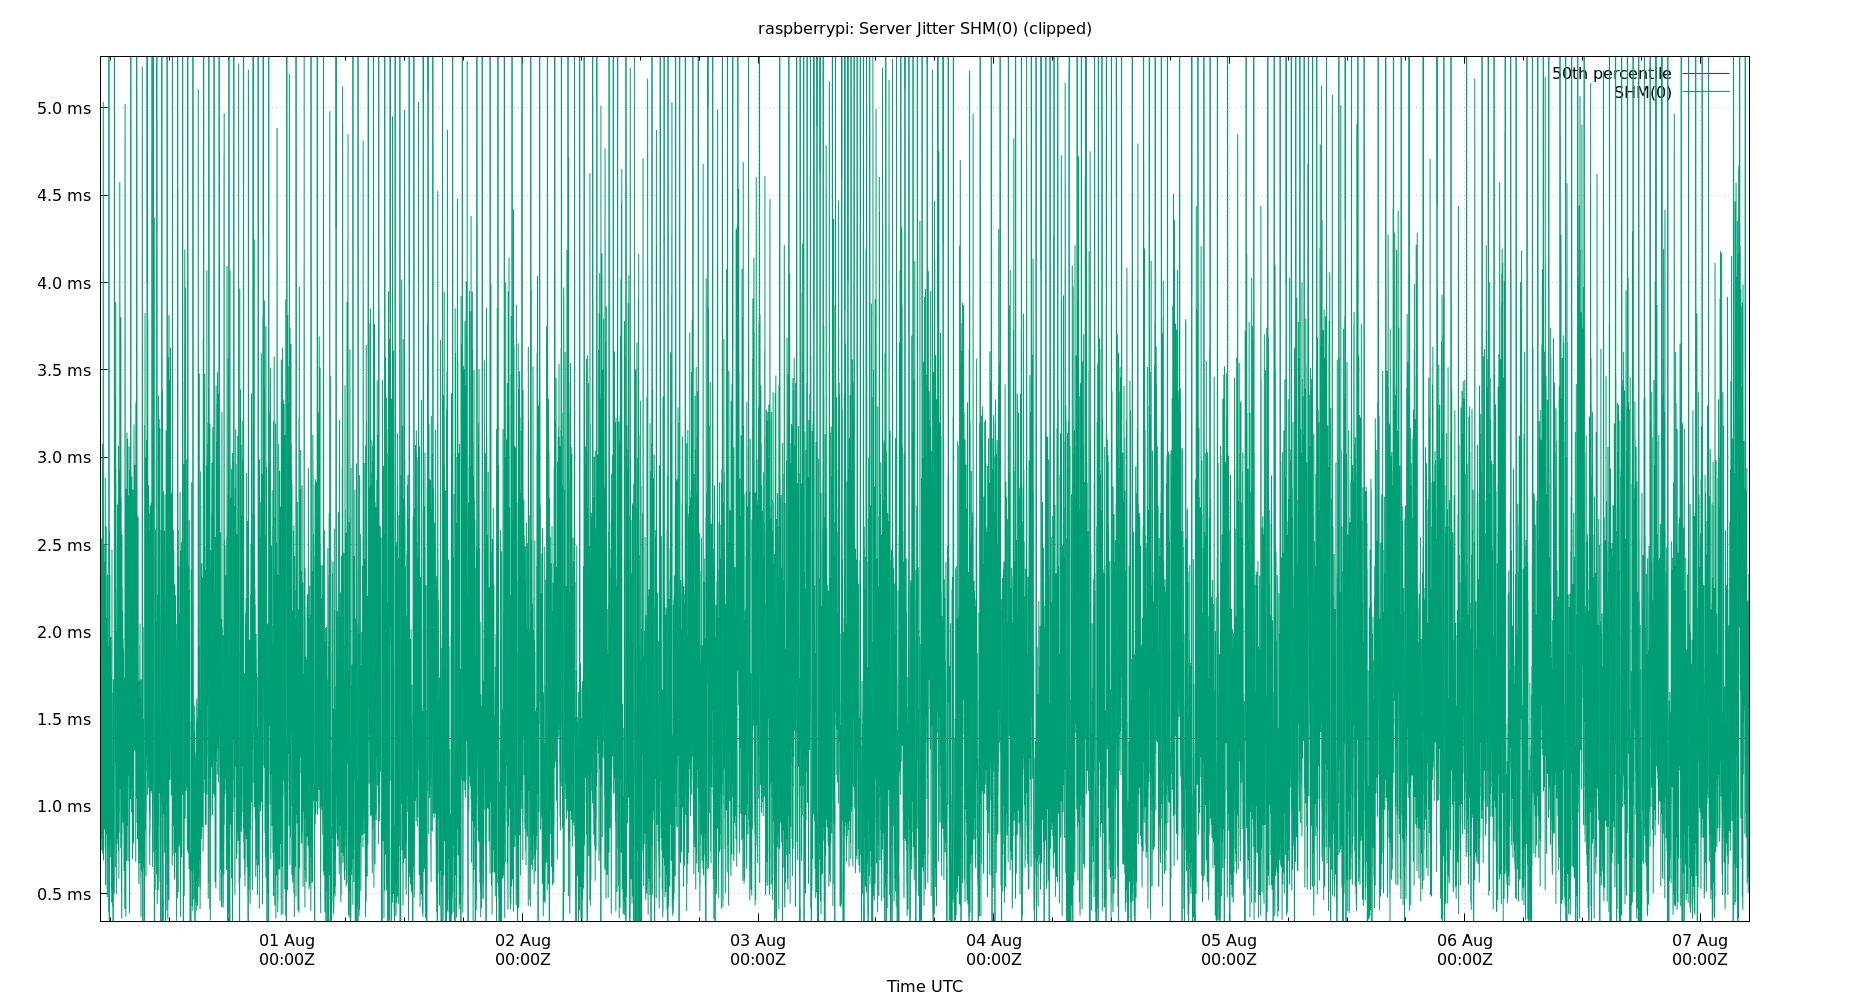 raspberrypi: Server Jitter SHM(0) (clipped)
50th percentile
SHM(0)
5.0 ms
4.5 ms
4.0 ms
3.5 ms
3.0 ms
2.5 ms
2.0 ms
1.5 ms
1.0 ms
0.5 ms
01 Aug 02 Aug 03 Aug 04 Aug 05 Aug 06 Aug 07 Aug
00:00Z 00:00Z 00:00Z 00:00Z 00:00Z 00:00Z 00:00Z
Time UTC